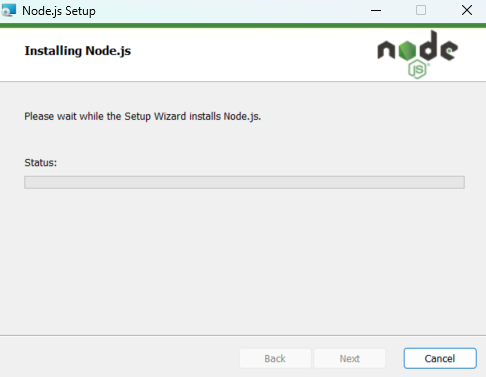 Node.js Setup
Installing Node.js
node
JS
Please wait while the Setup Wizard installs Node.js.
Status:
Back
Next
Cancel